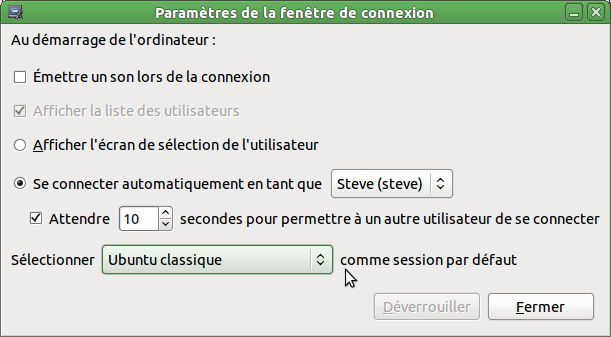 Paramètres de la fenêtre de connexion
Au démarrage de l'ordinateur :
Émettre un son lors de la connexion
Afficher la liste des utilisateurs
Afficher l'écran de sélection de l'utilisateur
Se connecter automatiquement en tant que Steve (steve)
Attendre 10 secondes pour permettre à un autre utilisateur de se connecter
Sélectionner Ubuntu classique comme session par défaut
Déverrouiller Fermer